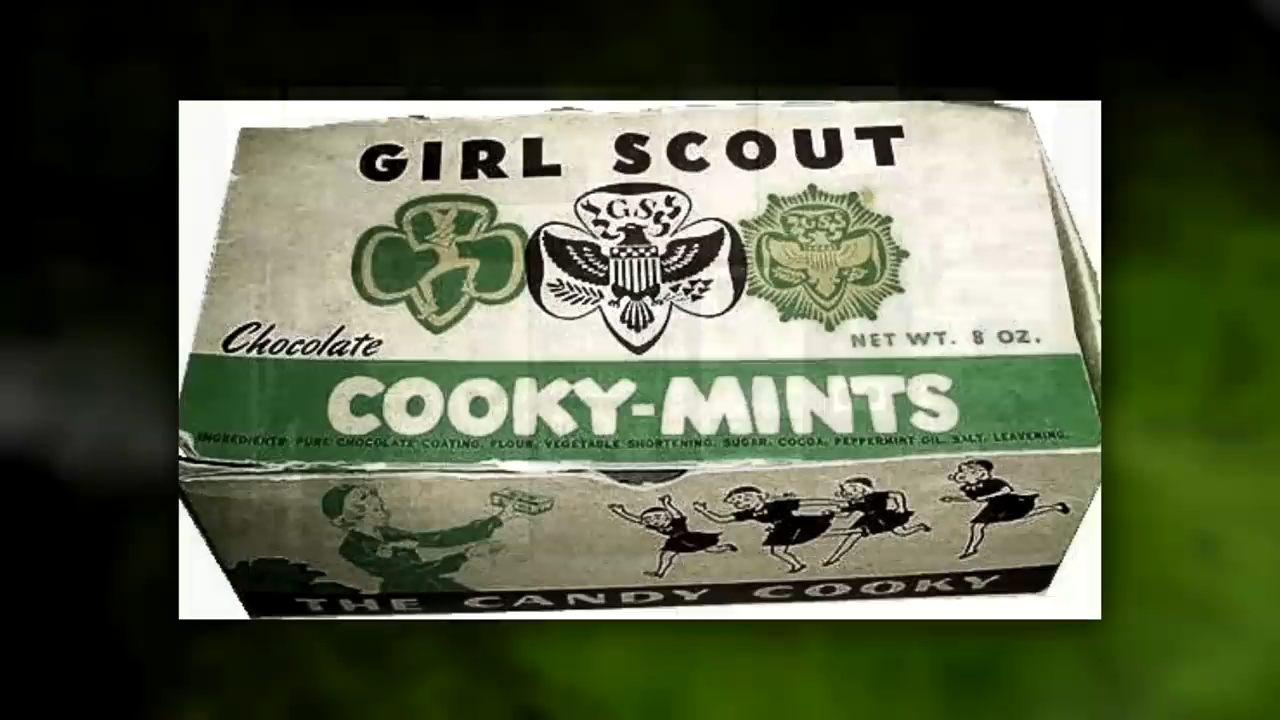 GIRL SCOUT
GS
GS
Chocolate
NET WT. 8 OZ.
COOKY-MINTS
INGREDIENTS: PURE CHOCOLATE COATING, FLOUR, VEGETABLE SHORTENING, SUGAR, COCOA, PEPPERMINT OIL, SALT, LEAVENING.
THE CANDY COOKY